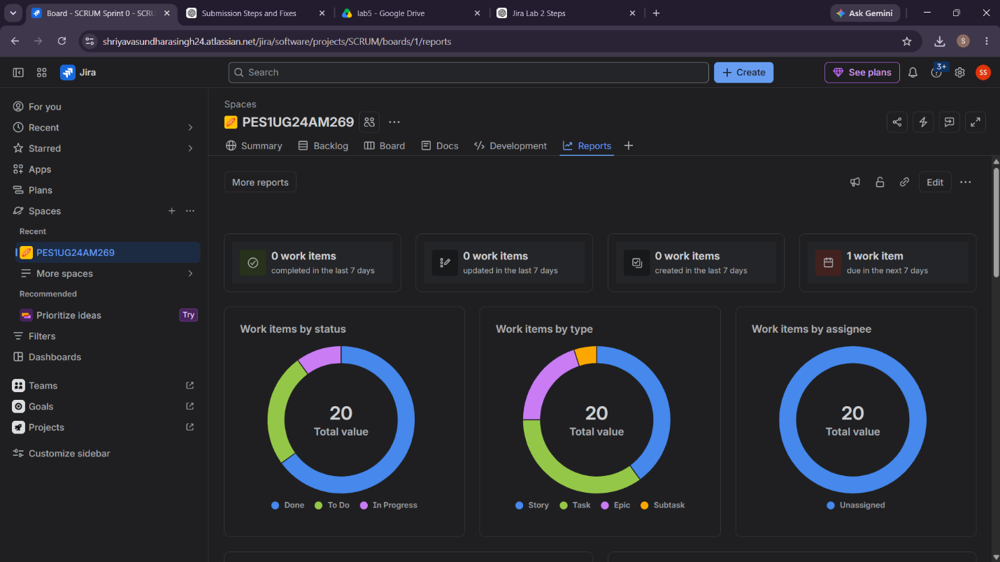 Board - SCRUM Sprint 0 - SCRU
Submission Steps and Fixes
lab5 - Google Drive
Jira Lab 2 Steps
Ask Gemini
shriyavasundharasingh24.atlassian.net/jira/software/projects/SCRUM/boards/1/reports
S
Jira
Search
+ Create
See plans
3+
SS
For you
Recent
Starred
Apps
Plans
Spaces
Recent
PES1UG24AM269
More spaces
Recommended
Prioritize ideas
Try
Filters
Dashboards
Teams
Goals
Projects
Customize sidebar
Spaces
PES1UG24AM269
Summary
Backlog
Board
Docs
Development
Reports
More reports
Edit
0 work items
completed in the last 7 days
0 work items
updated in the last 7 days
0 work items
created in the last 7 days
1 work item
due in the next 7 days
Work items by status
20
Total value
Done
To Do
In Progress
Work items by type
20
Total value
Story
Task
Epic
Subtask
Work items by assignee
20
Total value
Unassigned